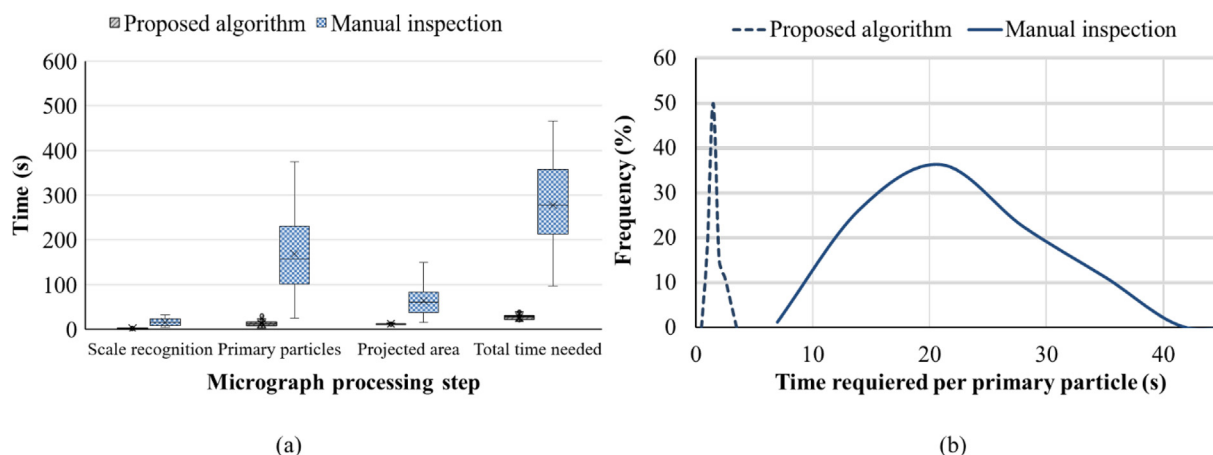 Proposed algorithm Manual inspection
600
500
400
300
200
100
0
Time (s)
Scale recognition Primary particles Projected area Total time needed
Micrograph processing step
(a)
Proposed algorithm Manual inspection
60
50
40
30
20
10
0
Frequency (%)
0 10 20 30 40
Time requiered per primary particle (s)
(b)